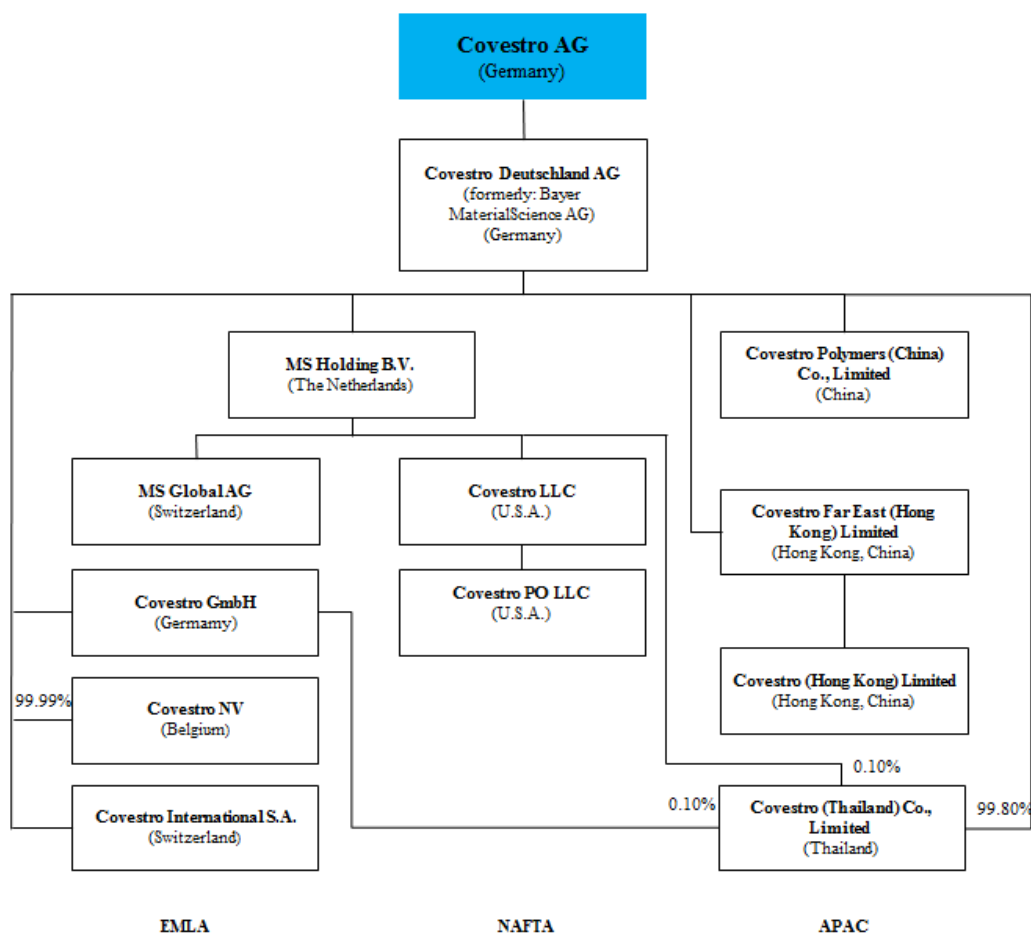 Covestro AG
(Germany)
Covestro Deutschland AG
(formerly: Bayer
MaterialScience AG)
(Germany)
MS Holding B.V.
(The Netherlands)
Covestro Polymers (China)
Co., Limited
(China)
MS Global AG
(Switzerland)
Covestro LLC
(U.S.A.)
Covestro Far East (Hong
Kong) Limited
(Hong Kong, China)
Covestro GmbH
(Germamy)
Covestro PO LLC
(U.S.A.)
99.99%
Covestro NV
(Belgium)
Covestro (Hong Kong) Limited
(Hong Kong, China)
0.10%
Covestro International S.A.
(Switzerland)
0.10%
Covestro (Thailand) Co.,
Limited
(Thailand)
99.80%
EMLA
NAFTA
APAC